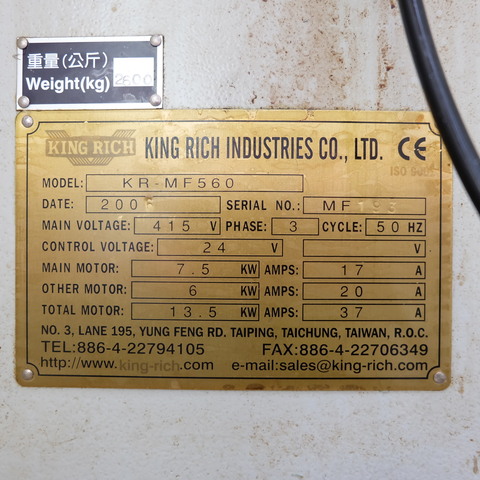 重量(公斤)
Weight(kg) 2600
KING RICH KING RICH INDUSTRIES CO., LTD. CE
ISO 9001
MODEL: KR-MF560
DATE: SERIAL NO.:
MAIN VOLTAGE: 415 V PHASE: 3 CYCLE: 50 HZ
CONTROL VOLTAGE: 24 V V
MAIN MOTOR: 7.5 KW AMPS: 17 A
OTHER MOTOR: 6 KW AMPS: 20 A
TOTAL MOTOR: 13.5 KW AMPS: 37 A
NO. 3, LANE 195, YUNG FENG RD. TAIPING, TAICHUNG, TAIWAN, R.O.C.
TEL:886-4-22794105 FAX:886-4-22706349
http://www.king-rich.com e-mail:sales@king-rich.com